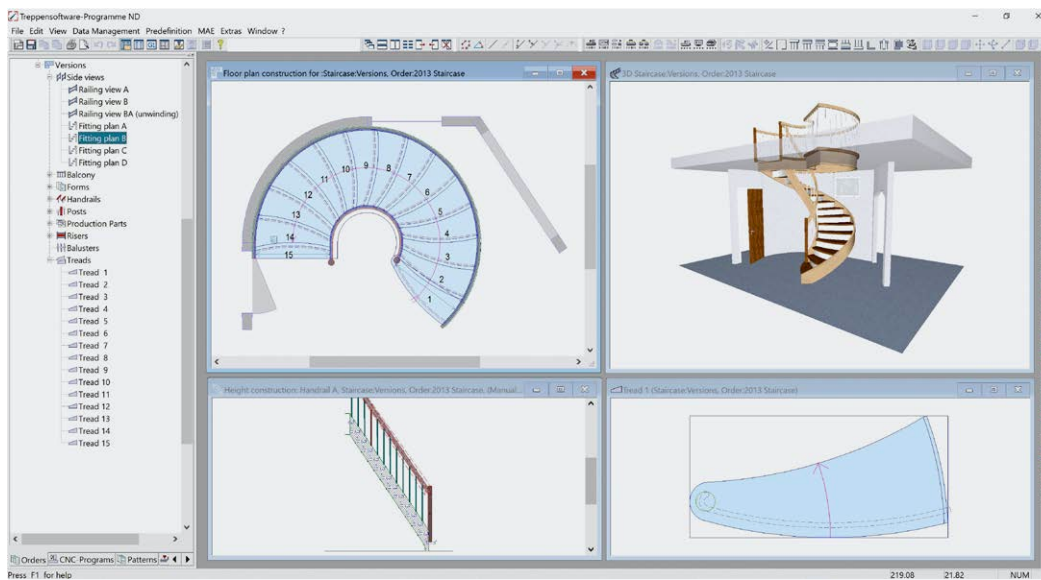 Treppensoftware-Programme ND
File Edit View Data Management Predefinition MAE Extras Window ?
Versions
Side views
Railing view A
Railing view B
Railing view BA (unwinding)
Fitting plan A
Fitting plan B
Fitting plan C
Fitting plan D
Balcony
Forms
Handrails
Posts
Production Parts
Risers
Balusters
Treads
Tread 1
Tread 2
Tread 3
Tread 4
Tread 5
Tread 6
Tread 7
Tread 8
Tread 9
Tread 10
Tread 11
Tread 12
Tread 13
Tread 14
Tread 15
Orders CNC-Programs Patterns
Floor plan construction for :Staircase:Versions, Order:2013 Staircase
1
2
3
4
5
6
7
8
9
10
11
12
13
14
15
3D Staircase:Versions, Order:2013 Staircase
Height construction: Handrail A, Staircase:Versions, Order:2013 Staircase, (Manual...
Tread 1 (Staircase:Versions, Order:2013 Staircase)
Press F1 for help 219.08 21.82 NUM